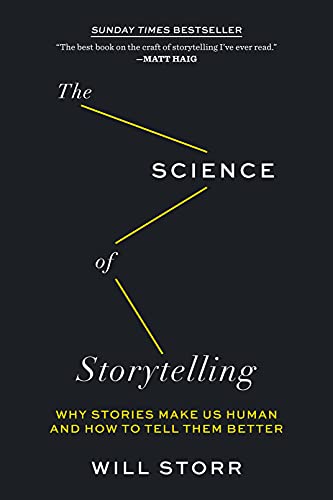 SUNDAY TIMES BESTSELLER
"The best book on the craft of storytelling I've ever read."
—MATT HAIG
The
SCIENCE
of
Storytelling
WHY STORIES MAKE US HUMAN
AND HOW TO TELL THEM BETTER
WILL STORR